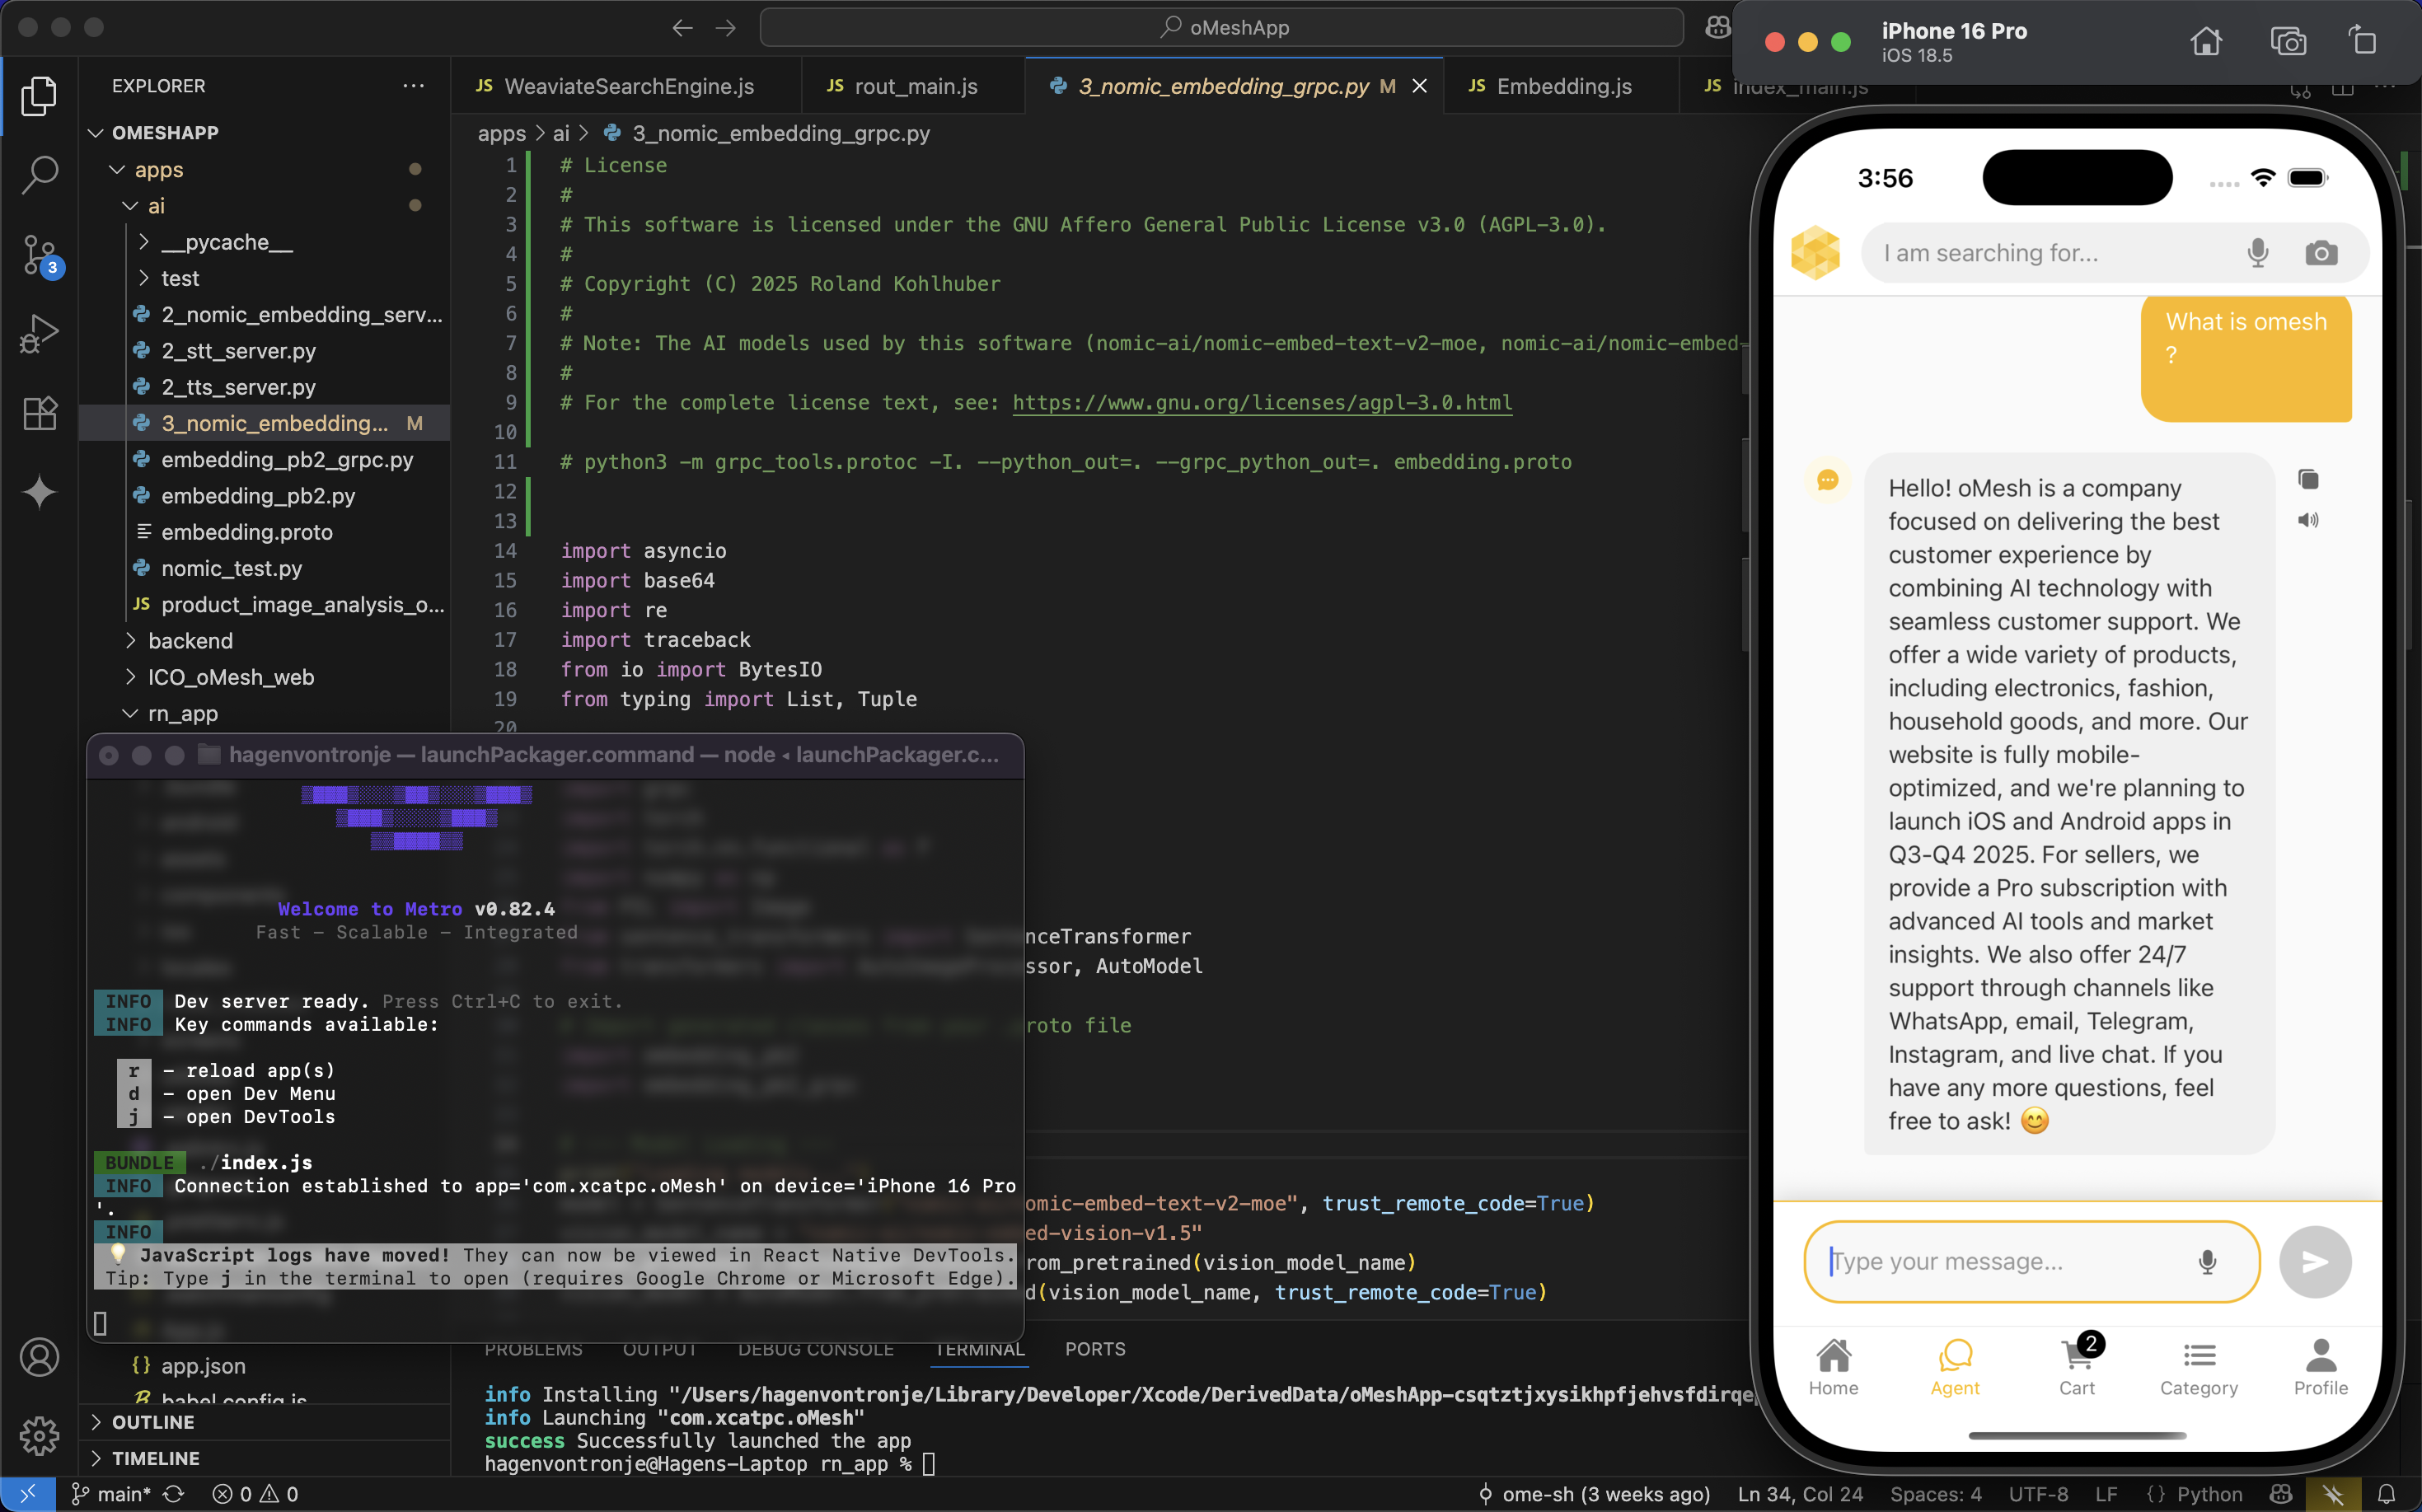 oMeshApp
EXPLORER
OMESHAPP
apps
ai
__pycache__
test
2_nomic_embedding_serv...
2_stt_server.py
2_tts_server.py
3_nomic_embedding... M
embedding_pb2_grpc.py
embedding_pb2.py
embedding.proto
nomic_test.py
JS product_image_analysis_o...
backend
ICO_oMesh_web
rn_app
{} app.json
babel.config.js
OUTLINE
TIMELINE
3
JS WeaviateSearchEngine.js
JS rout_main.js
3_nomic_embedding_grpc.py M
JS Embedding.js
JS index_main.js
apps > ai > 3_nomic_embedding_grpc.py
1 # License
2 #
3 # This software is licensed under the GNU Affero General Public License v3.0 (AGPL-3.0).
4 #
5 # Copyright (C) 2025 Roland Kohlhuber
6 #
7 # Note: The AI models used by this software (nomic-ai/nomic-embed-text-v2-moe, nomic-ai/nomic-embed-
8 #
9 # For the complete license text, see: https://www.gnu.org/licenses/agpl-3.0.html
10
11 # python3 -m grpc_tools.protoc -I. --python_out=. --grpc_python_out=. embedding.proto
12
13
14 import asyncio
15 import base64
16 import re
17 import traceback
18 from io import BytesIO
19 from typing import List, Tuple
20
nceTransformer
ssor, AutoModel
roto file
omic-embed-text-v2-moe", trust_remote_code=True)
ed-vision-v1.5"
rom_pretrained(vision_model_name)
d(vision_model_name, trust_remote_code=True)
hagenvontronje — launchPackager.command — node ◂ launchPackager.c...
Welcome to Metro v0.82.4
Fast - Scalable - Integrated
INFO Dev server ready. Press Ctrl+C to exit.
INFO Key commands available:
r - reload app(s)
d - open Dev Menu
j - open DevTools
BUNDLE ./index.js
INFO Connection established to app='com.xcatpc.oMesh' on device='iPhone 16 Pro
'.
INFO
💡 JavaScript logs have moved! They can now be viewed in React Native DevTools.
Tip: Type j in the terminal to open (requires Google Chrome or Microsoft Edge).
PROBLEMS OUTPUT DEBUG CONSOLE TERMINAL PORTS
info Installing "/Users/hagenvontronje/Library/Developer/Xcode/DerivedData/oMeshApp-csqtztjxysikhpfjehvsfdirqep
info Launching "com.xcatpc.oMesh"
success Successfully launched the app
hagenvontronje@Hagens-Laptop rn_app %
main* 0 0
ome-sh (3 weeks ago) Ln 34, Col 24 Spaces: 4 UTF-8 LF {} Python
iPhone 16 Pro
iOS 18.5
3:56
I am searching for...
What is omesh
?
Hello! oMesh is a company
focused on delivering the best
customer experience by
combining AI technology with
seamless customer support. We
offer a wide variety of products,
including electronics, fashion,
household goods, and more. Our
website is fully mobile-
optimized, and we're planning to
launch iOS and Android apps in
Q3-Q4 2025. For sellers, we
provide a Pro subscription with
advanced AI tools and market
insights. We also offer 24/7
support through channels like
WhatsApp, email, Telegram,
Instagram, and live chat. If you
have any more questions, feel
free to ask! 😊
Type your message...
2
Home Agent Cart Category Profile